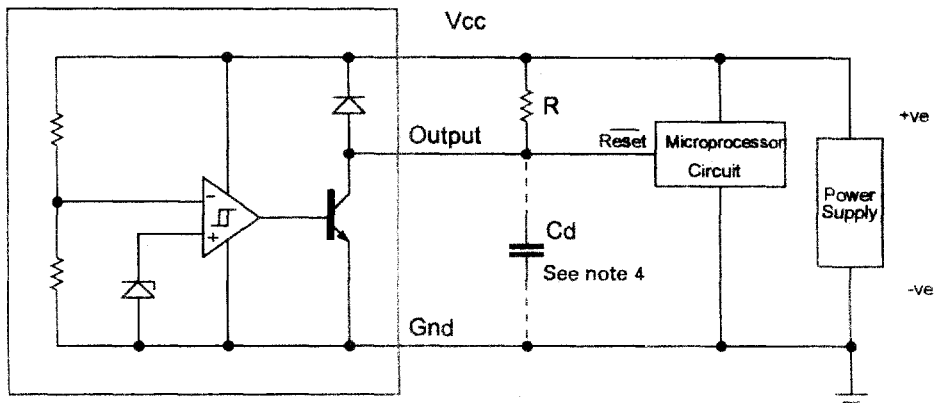 Vcc
R
+ve
Output
Reset
Microprocessor
Circuit
Power
Supply
-
+
Cd
See note 4
-ve
Gnd